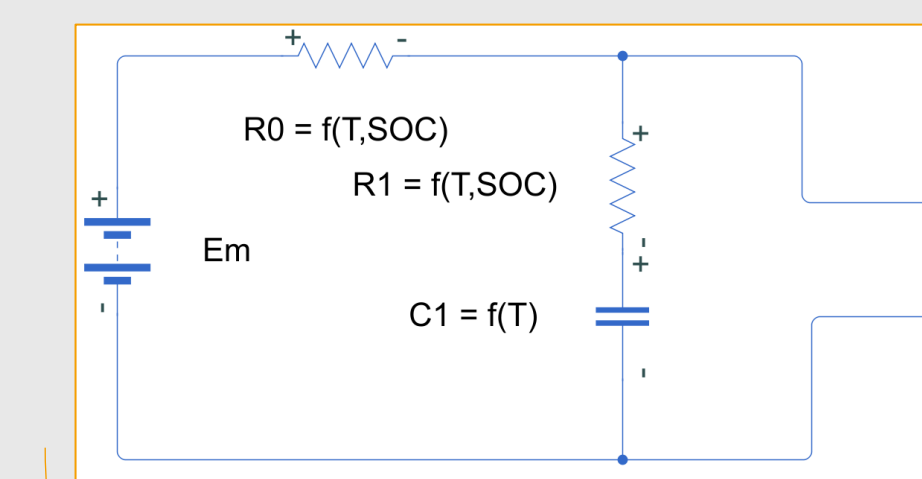 R0 = f(T,SOC)
R1 = f(T,SOC)
Em
C1 = f(T)